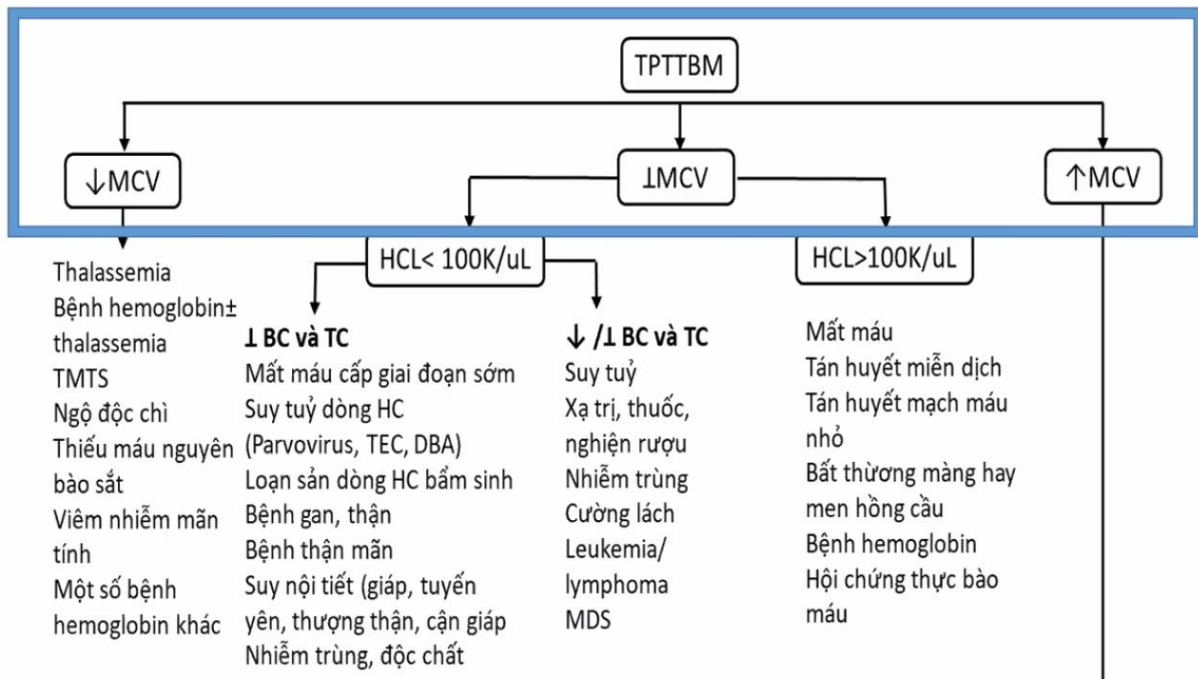 TPTTBM
↓MCV
⊥MCV
↑MCV
HCL< 100K/uL
HCL>100K/uL
Thalassemia
Bệnh hemoglobin±
thalassemia
TMTS
Ngộ độc chì
Thiếu máu nguyên
bào sắt
Viêm nhiễm mãn
tính
Một số bệnh
hemoglobin khác
⊥ BC và TC
Mất máu cấp giai đoạn sớm
Suy tuỷ dòng HC
(Parvovirus, TEC, DBA)
Loạn sản dòng HC bẩm sinh
Bệnh gan, thận
Bệnh thận mãn
Suy nội tiết (giáp, tuyến
yên, thượng thận, cận giáp
Nhiễm trùng, độc chất
↓ /⊥ BC và TC
Suy tuỷ
Xạ trị, thuốc,
nghiện rượu
Nhiễm trùng
Cường lách
Leukemia/
lymphoma
MDS
Mất máu
Tán huyết miễn dịch
Tán huyết mạch máu
nhỏ
Bất thừơng màng hay
men hồng cầu
Bệnh hemoglobin
Hội chứng thực bào
máu